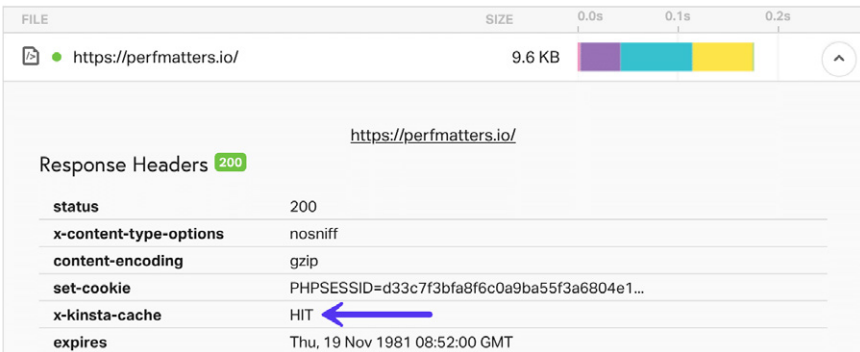 FILE SIZE 0.0s 0.1s 0.2s
https://perfmatters.io/ 9.6 KB
https://perfmatters.io/
Response Headers 200
status 200
x-content-type-options nosniff
content-encoding gzip
set-cookie PHPSESSID=d33c7f3bfa8f6c0a9ba55f3a6804e1...
x-kinsta-cache HIT
expires Thu, 19 Nov 1981 08:52:00 GMT